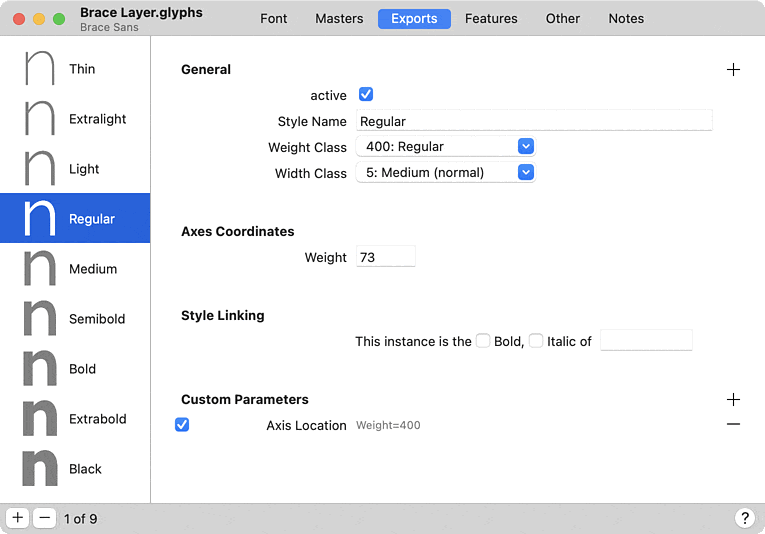 Brace Layer.glyphs
Brace Sans
Font Masters Exports Features Other Notes
n Thin
n Extralight
n Light
n Regular
n Medium
n Semibold
n Bold
n Extrabold
n Black
General +
active
Style Name Regular
Weight Class 400: Regular
Width Class 5: Medium (normal)
Axes Coordinates
Weight 73
Style Linking
This instance is the Bold, Italic of
Custom Parameters +
Axis Location Weight=400 −
+ − 1 of 9 ?